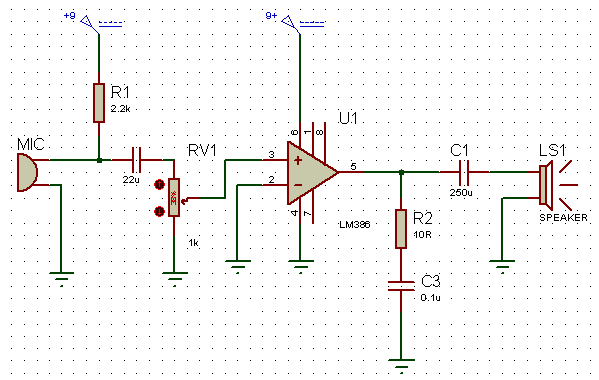 +9
9+
R1
2.2k
MIC
22u
RV1
38%
1k
U1
6
1
8
3
2
5
4
7
LM386
C1
250u
LS1
SPEAKER
R2
10R
C3
0.1u